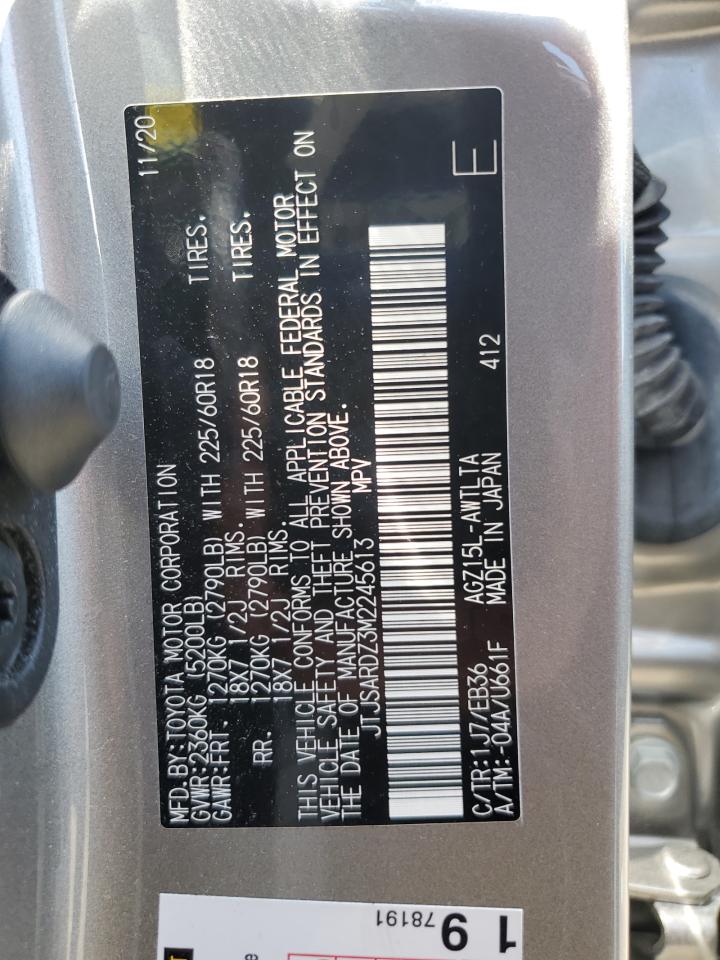 MFD. BY: TOYOTA MOTOR CORPORATION 11/20
GVWR: 2360KG (5200LB)
GAWR: FRT. 1270KG (2790LB) WITH 225/60R18 TIRES.
18X7 1/2J RIMS.
RR. 1270KG (2790LB) WITH 225/60R18 TIRES.
18X7 1/2J RIMS.
THIS VEHICLE CONFORMS TO ALL APPLICABLE FEDERAL MOTOR
VEHICLE SAFETY AND THEFT PREVENTION STANDARDS IN EFFECT ON
THE DATE OF MANUFACTURE SHOWN ABOVE.
JTJSARDZ3M2245613 MPV
E
C/TR: 1J7/EB36 AGZ15L-AWTLTA 412
A/TM: -04A/U661F MADE IN JAPAN
19
78191